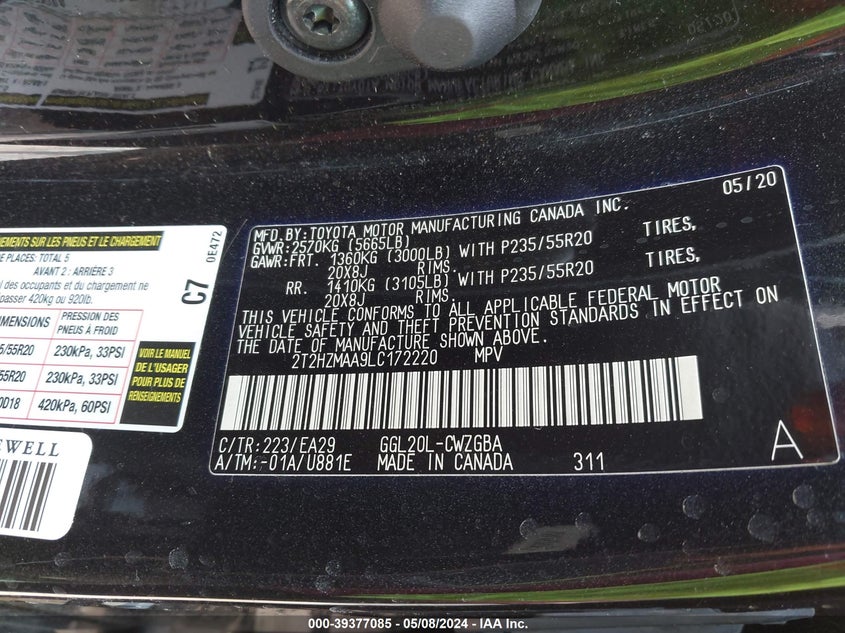 05/20
MFD.BY:TOYOTA MOTOR MANUFACTURING CANADA INC.
GVWR:2570KG (5665LB)
GAWR:FRT. 1360KG (3000LB) WITH P235/55R20 TIRES,
20X8J RIMS.
RR. 1410KG (3105LB) WITH P235/55R20 TIRES,
20X8J RIMS.
THIS VEHICLE CONFORMS TO ALL APPLICABLE FEDERAL MOTOR
VEHICLE SAFETY AND THEFT PREVENTION STANDARDS IN EFFECT ON
THE DATE OF MANUFACTURE SHOWN ABOVE.
2T2HZMAA9LC172220 MPV
C/TR:223/EA29 GGL20L-CWZGBA
A/TM:-01A/U881E MADE IN CANADA 311
A
SUR LES PNEUS ET LE CHARGEMENT
DE PLACES: TOTAL 5
AVANT 2 : ARRIÈRE 3
des occupants et du chargement ne
passer 420kg ou 920lb.
0E472
C7
PRESSION DES
PNEUS À FROID
/55R20 230kPa, 33PSI
55R20 230kPa, 33PSI
0D18 420kPa, 60PSI
VOIR LE MANUEL
DE L'USAGER
POUR PLUS DE
RENSEIGNEMENTS
EWELL
000-39377085 - 05/08/2024 - IAA Inc.